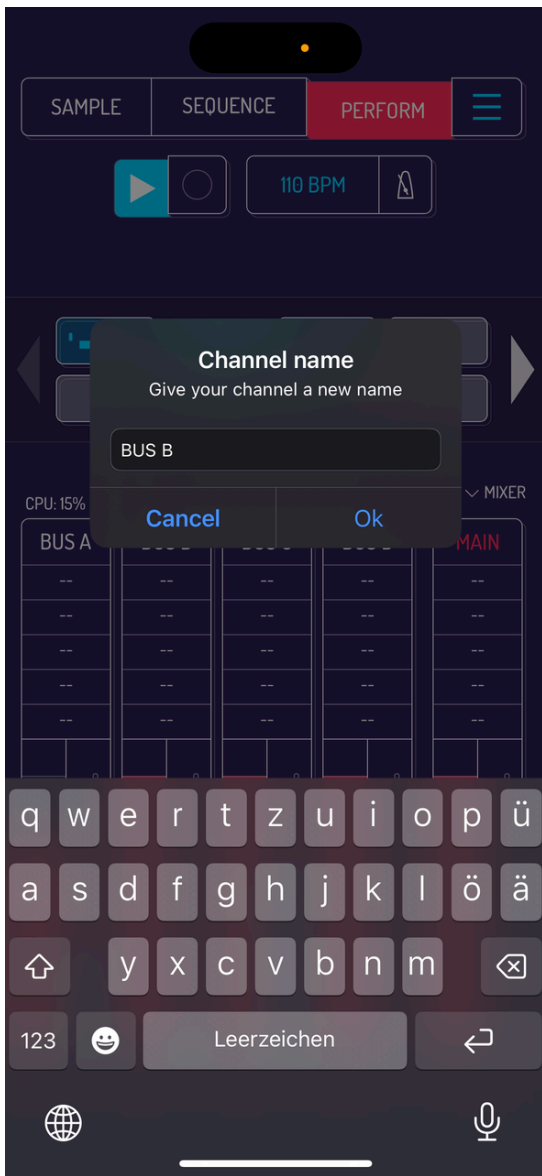 SAMPLE SEQUENCE PERFORM
110 BPM
Channel name
Give your channel a new name
BUS B
CPU: 15% Cancel Ok MIXER
BUS A MAIN
-- -- -- -- --
-- -- -- -- --
-- -- -- -- --
-- -- -- -- --
-- -- -- -- --
q w e r t z u i o p ü
a s d f g h j k l ö ä
y x c v b n m
123 Leerzeichen